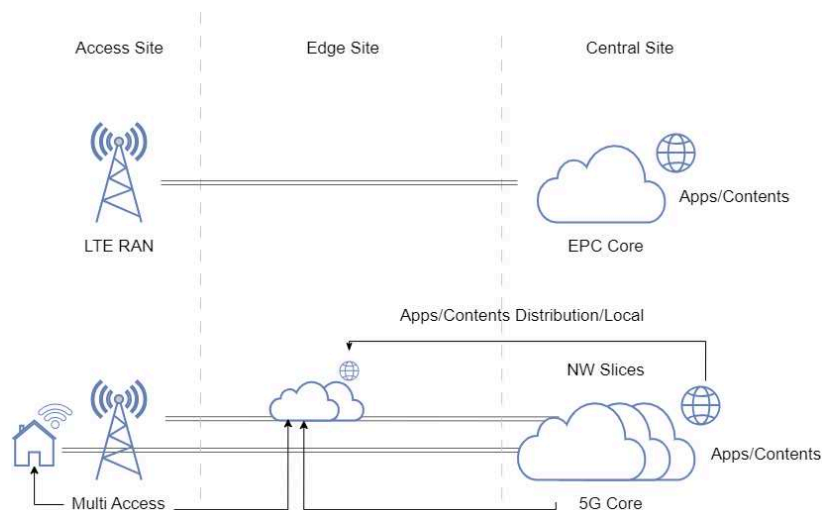 Access Site
Edge Site
Central Site
Apps/Contents
LTE RAN
EPC Core
Apps/Contents Distribution/Local
NW Slices
Apps/Contents
Multi Access
5G Core